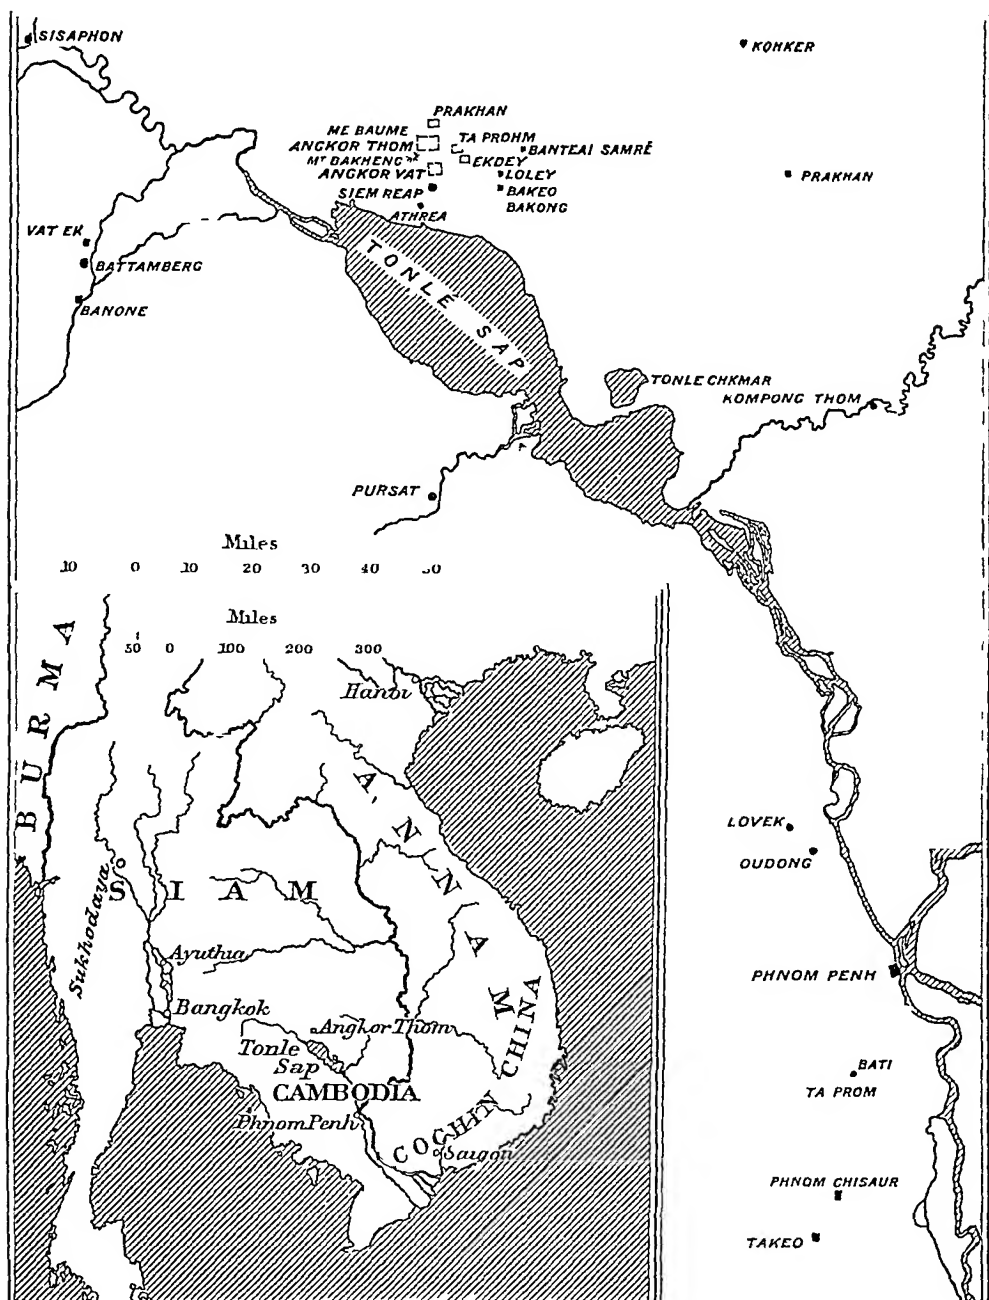 SISAPHON
KOHKER
PRAKHAN
ME BAUME
TA PROHM
ANGKOR THOM
BANTEAI SAMRÉ
MT BAKHENG
EKDEY
ANGKOR VAT
LOLEY
PRAKHAN
SIEM REAP
BAKEO
ATHREA
BAKONG
VAT EK
BATTAMBERG
BANONE
TONLÉ SAP
TONLE CHKMAR
KOMPONG THOM
PURSAT
Miles
10 0 10 20 30 40 50
Miles
50 0 100 200 300
BURMA
Hanoi
ANNAM
LOVEK
OUDONG
SIAM
Sukhodaya
Ayuthia
PHNOM PENH
Bangkok
Angkor Thom
Tonle
Sap
CAMBODIA
COCHIN CHINA
Phnom Penh
Saigon
BATI
TA PROM
PHNOM CHISAUR
TAKEO